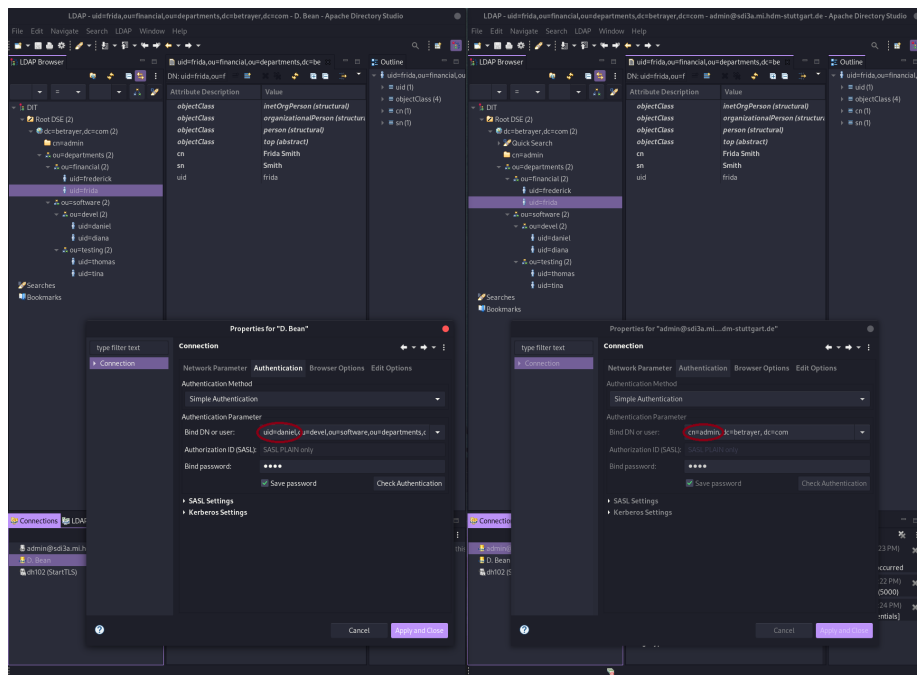 LDAP - uid=frida,ou=financial,ou=departments,dc=betrayer,dc=com - D. Bean - Apache Directory Studio
File Edit Navigate Search LDAP Window Help
LDAP Browser
DIT
Root DSE (2)
dc=betrayer,dc=com (2)
cn=admin
ou=departments (2)
ou=financial (2)
uid=frederick
uid=frida
ou=software (2)
ou=devel (2)
uid=daniel
uid=diana
ou=testing (2)
uid=thomas
uid=tina
Searches
Bookmarks
uid=frida,ou=financial,ou=departments,dc=be
DN: uid=frida,ou=f
Attribute Description Value
objectClass inetOrgPerson (structural)
objectClass organizationalPerson (structur
objectClass person (structural)
objectClass top (abstract)
cn Frida Smith
sn Smith
uid frida
Outline
uid=frida,ou=financial,ou
uid (1)
objectClass (4)
cn (1)
sn (1)
Properties for "D. Bean"
type filter text
Connection
Connection
Network Parameter Authentication Browser Options Edit Options
Authentication Method
Simple Authentication
Authentication Parameter
Bind DN or user: uid=daniel,ou=devel,ou=software,ou=departments,c
Authorization ID (SASL): SASL PLAIN only
Bind password: ••••
Save password Check Authentication
SASL Settings
Kerberos Settings
Cancel Apply and Close
Connections LDAP
admin@sdi3a.mi.h
D. Bean
dh102 (StartTLS)
this
LDAP - uid=frida,ou=financial,ou=departments,dc=betrayer,dc=com - admin@sdi3a.mi.hdm-stuttgart.de - Apache Directory Studio
File Edit Navigate Search LDAP Window Help
LDAP Browser
DIT
Root DSE (2)
dc=betrayer,dc=com (2)
Quick Search
cn=admin
ou=departments (2)
ou=financial (2)
uid=frederick
uid=frida
ou=software (2)
ou=devel (2)
uid=daniel
uid=diana
ou=testing (2)
uid=thomas
uid=tina
Searches
Bookmarks
uid=frida,ou=financial,ou=departments,dc=be
DN: uid=frida,ou=f
Attribute Description Value
objectClass inetOrgPerson (structural)
objectClass organizationalPerson (structura
objectClass person (structural)
objectClass top (abstract)
cn Frida Smith
sn Smith
uid frida
Outline
uid=frida,ou=financial,ou
uid (1)
objectClass (4)
cn (1)
sn (1)
Properties for "admin@sdi3a.mi....dm-stuttgart.de"
type filter text
Connection
Connection
Network Parameter Authentication Browser Options Edit Options
Authentication Method
Simple Authentication
Authentication Parameter
Bind DN or user: cn=admin, dc=betrayer, dc=com
Authorization ID (SASL): SASL PLAIN only
Bind password: ••••
Save password Check Authentication
SASL Settings
Kerberos Settings
Cancel Apply and Close
Connectio
admin@
D. Bean
dh102 (S
23 PM)
occurred
22 PM)
(5000)
24 PM)
entials]